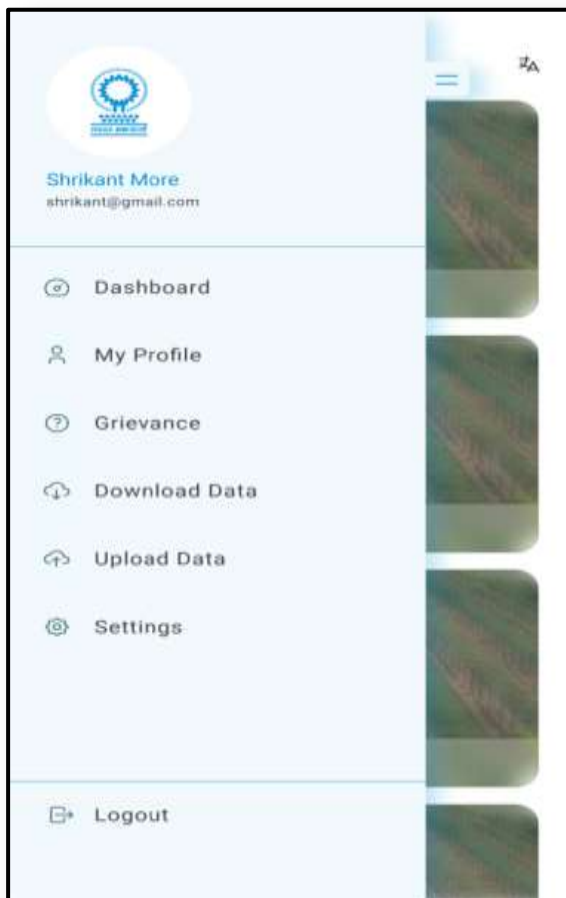 Shrikant More
shrikant@gmail.com
Dashboard
My Profile
Grievance
Download Data
Upload Data
Settings
Logout